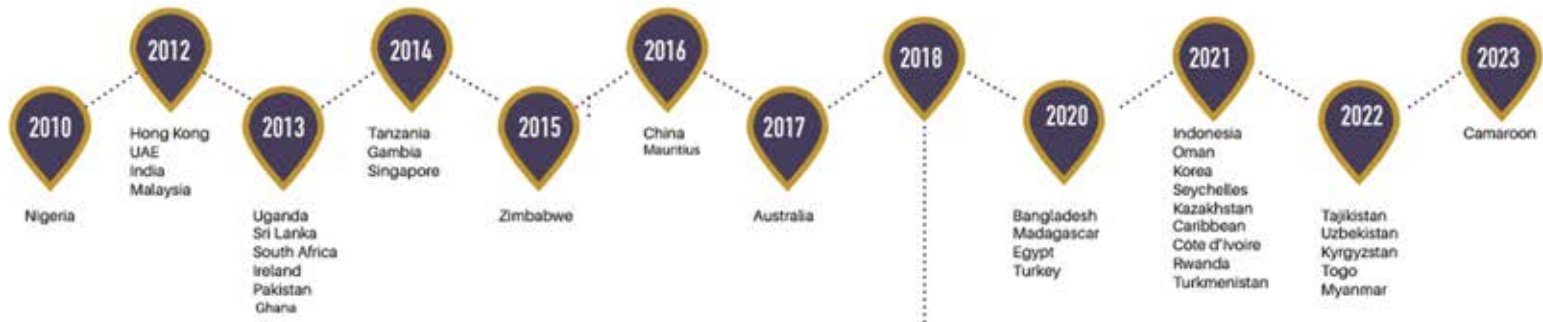 2010
Nigeria
2012
Hong Kong
UAE
India
Malaysia
2013
Uganda
Sri Lanka
South Africa
Ireland
Pakistan
Ghana
2014
Tanzania
Gambia
Singapore
2015
Zimbabwe
2016
China
Mauritius
2017
Australia
2018
2020
Bangladesh
Madagascar
Egypt
Turkey
2021
Indonesia
Oman
Korea
Seychelles
Kazakhstan
Caribbean
Côte d'Ivoire
Rwanda
Turkmenistan
2022
Tajikistan
Uzbekistan
Kyrgyzstan
Togo
Myanmar
2023
Camaroon